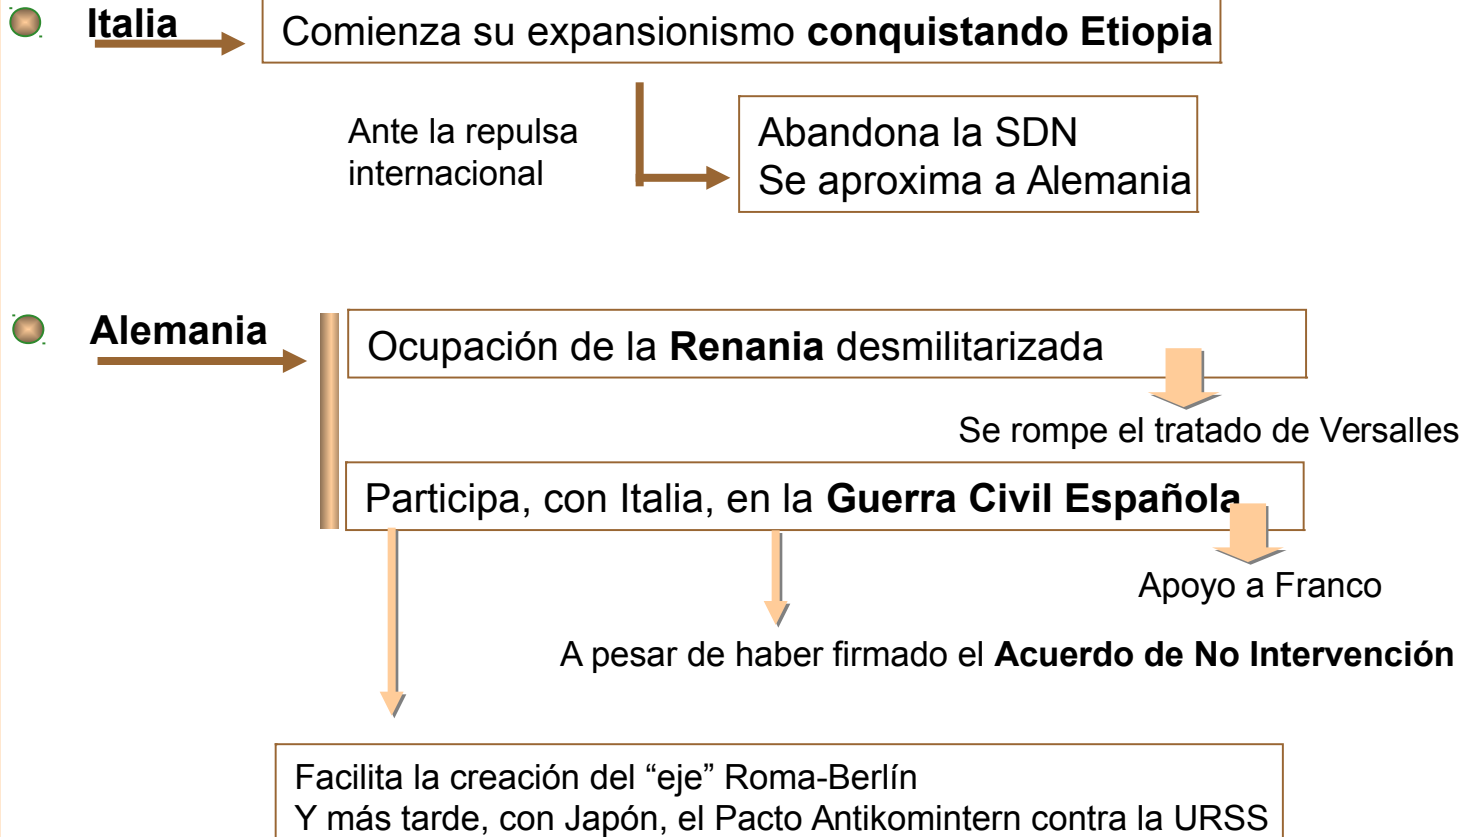 Italia
Comienza su expansionismo conquistando Etiopia
Ante la repulsa
internacional
Abandona la SDN
Se aproxima a Alemania
Alemania
Ocupación de la Renania desmilitarizada
Se rompe el tratado de Versalles
Participa, con Italia, en la Guerra Civil Española
Apoyo a Franco
A pesar de haber firmado el Acuerdo de No Intervención
Facilita la creación del “eje” Roma-Berlín
Y más tarde, con Japón, el Pacto Antikomintern contra la URSS